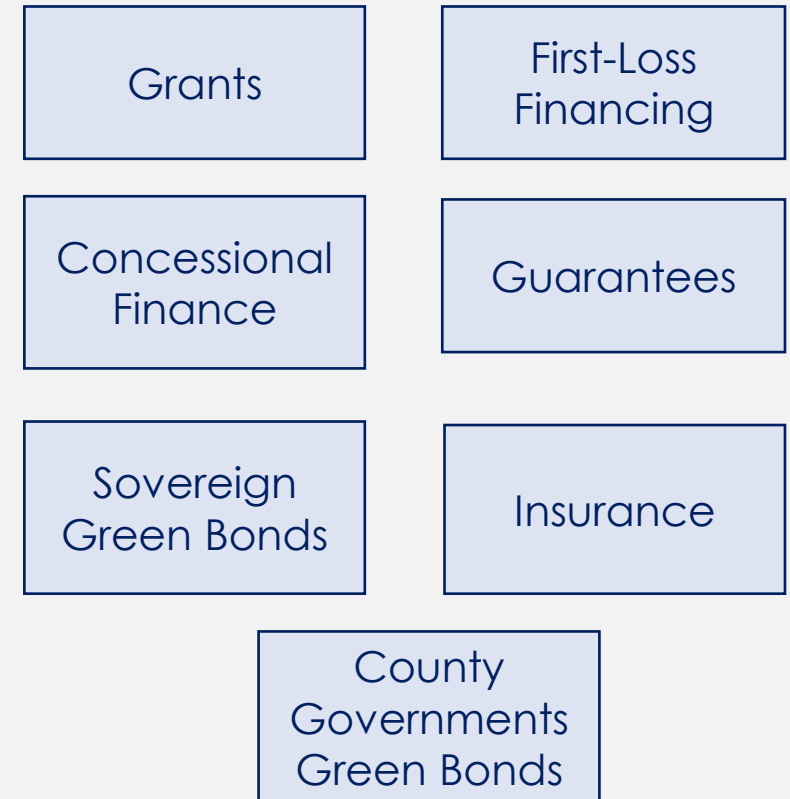 Grants
First-Loss
Financing
Concessional
Finance
Guarantees
Sovereign
Green Bonds
Insurance
County
Governments
Green Bonds